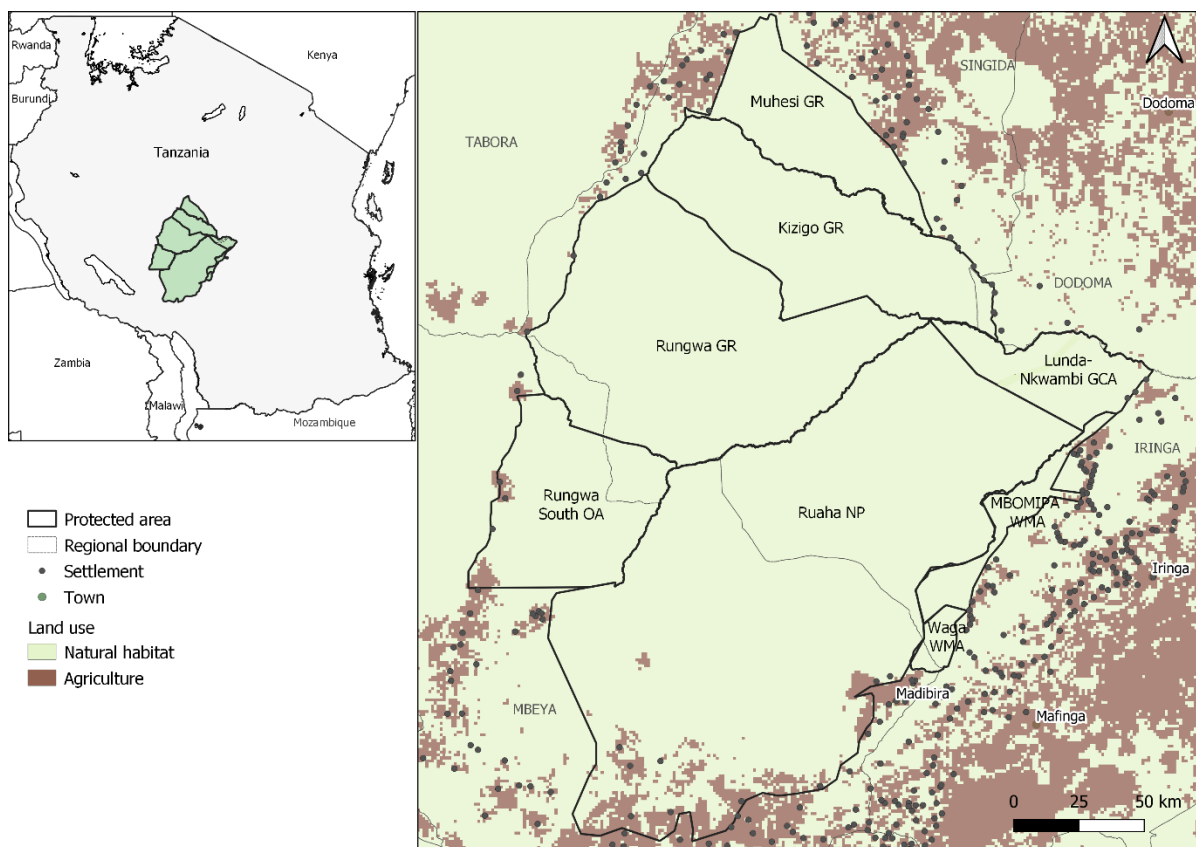 Rwanda
Burundi
Kenya
Tanzania
Zambia
Malawi
Mozambique
Protected area
Regional boundary
Settlement
Town
Land use
Natural habitat
Agriculture
SINGIDA
Muhesi GR
Dodoma
TABORA
Kizigo GR
DODOMA
Rungwa GR
Lunda-
Nkwambi GCA
IRINGA
Rungwa
South OA
Ruaha NP
MBOMIPA
WMA
Iringa
Waga
WMA
Madibira
MBEYA
Mafinga
0 25 50 km